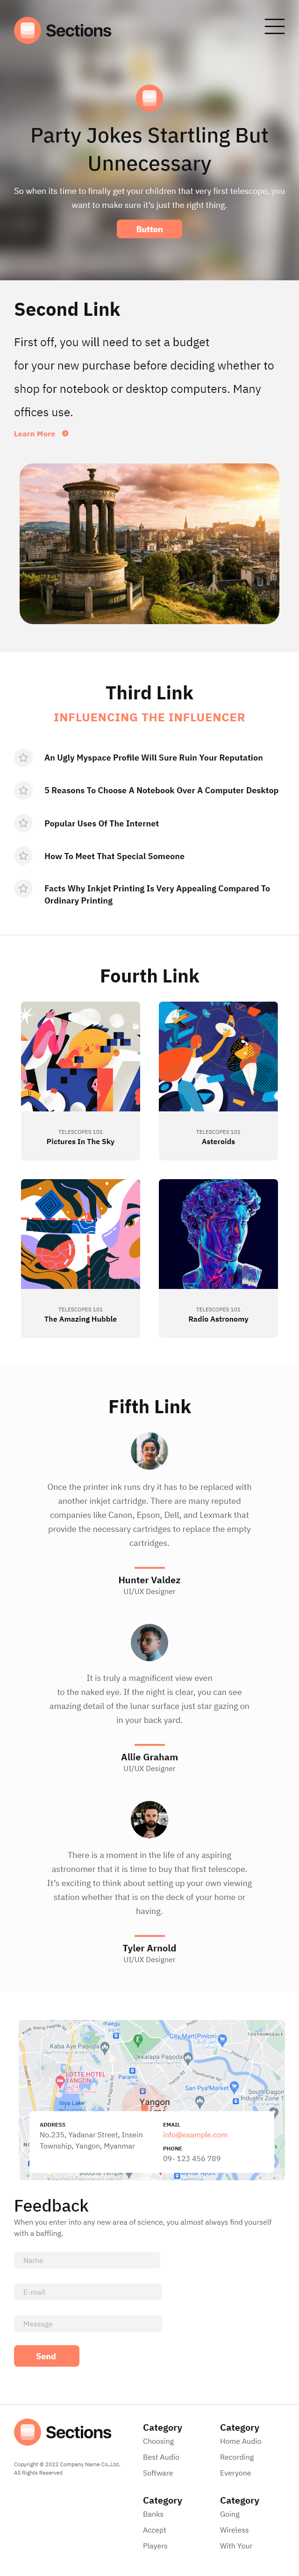 Sections
Party Jokes Startling But
Unnecessary
So when its time to finally get your children that very first telescope, you
want to make sure it's just the right thing.
Button
Second Link
First off, you will need to set a budget
for your new purchase before deciding whether to
shop for notebook or desktop computers. Many
offices use.
Learn More
Third Link
INFLUENCING THE INFLUENCER
An Ugly Myspace Profile Will Sure Ruin Your Reputation
5 Reasons To Choose A Notebook Over A Computer Desktop
Popular Uses Of The Internet
How To Meet That Special Someone
Facts Why Inkjet Printing Is Very Appealing Compared To
Ordinary Printing
Fourth Link
TELESCOPES 101
Pictures In The Sky
TELESCOPES 101
Asteroids
TELESCOPES 101
The Amazing Hubble
TELESCOPES 101
Radio Astronomy
Fifth Link
Once the printer ink runs dry it has to be replaced with
another inkjet cartridge. There are many reputed
companies like Canon, Epson, Dell, and Lexmark that
provide the necessary cartridges to replace the empty
cartridges.
Hunter Valdez
UI/UX Designer
It is truly a magnificent view even
to the naked eye. If the night is clear, you can see
amazing detail of the lunar surface just star gazing on
in your back yard.
Allie Graham
UI/UX Designer
There is a moment in the life of any aspiring
astronomer that it is time to buy that first telescope.
It's exciting to think about setting up your own viewing
station whether that is on the deck of your home or
having.
Tyler Arnold
UI/UX Designer
City Mart(Pinlon)
Kaba Aye Pagoda
Okkalapa Pagoda
Parami
LOTTE HOTEL
YANGON
San Pya Market
South Dagon
Industry Zone 1
Inya Lake
Yangon
ADDRESS
No.235, Yadanar Street, Insein
Township, Yangon, Myanmar
EMAIL
info@example.com
PHONE
09- 123 456 789
Feedback
When you enter into any new area of science, you almost always find yourself
with a baffling.
Name
E-mail
Message
Send
Sections
Copyright © 2022 Company Name Co.,Ltd.
All Rights Reserved
Category
Choosing
Best Audio
Software
Category
Home Audio
Recording
Everyone
Category
Banks
Accept
Players
Category
Going
Wireless
With Your